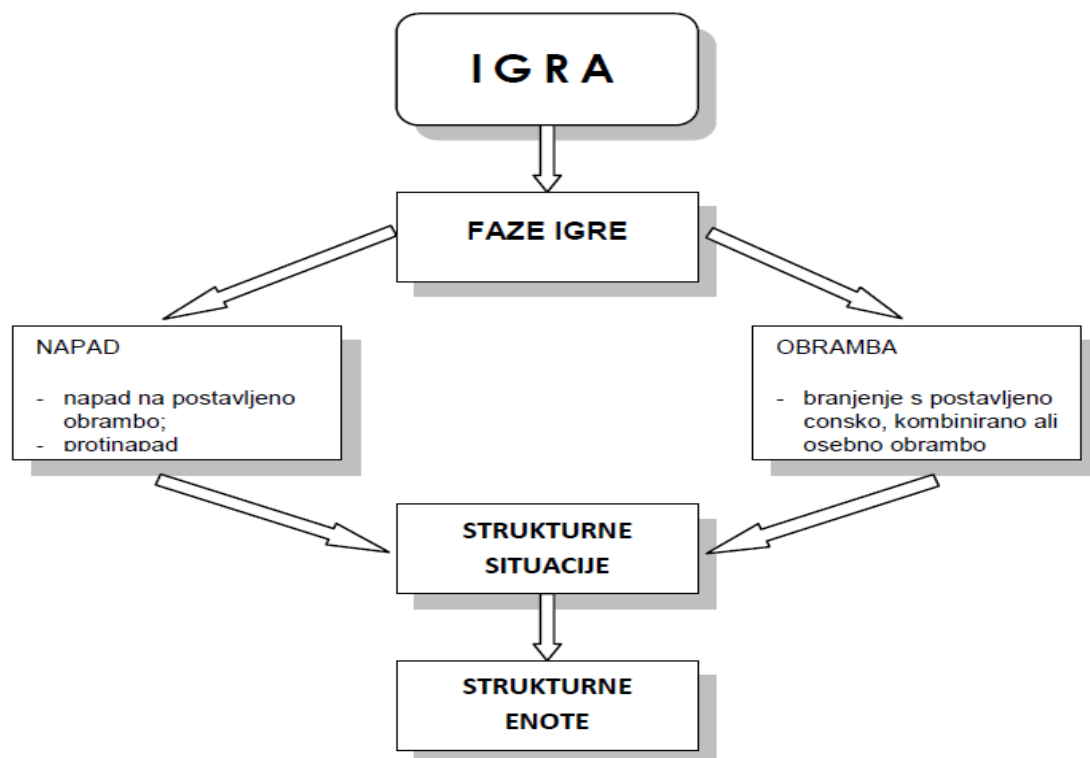 I G R A
FAZE IGRE
NAPAD
- napad na postavljeno
obrambo;
- protinapad
OBRAMBA
- branjenje s postavljeno
consko, kombinirano ali
osebno obrambo
STRUKTURNE
SITUACIJE
STRUKTURNE
ENOTE